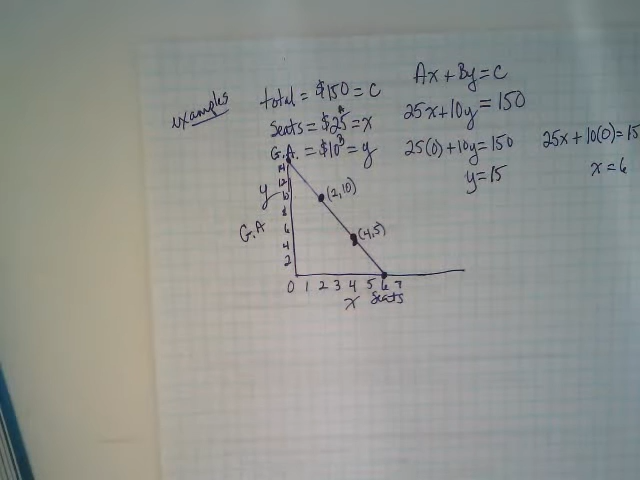 examples
total = $150 = C
Ax + By = C
Seats = $25 = x
A
25x + 10y = 150
G.A. = $10 = y
B
25(0) + 10y = 150
25x + 10(0) = 15
y = 15
x = 6
y
G.A
14
12
10
8
6
4
2
(2,10)
(4,5)
0 1 2 3 4 5 6 7
x seats